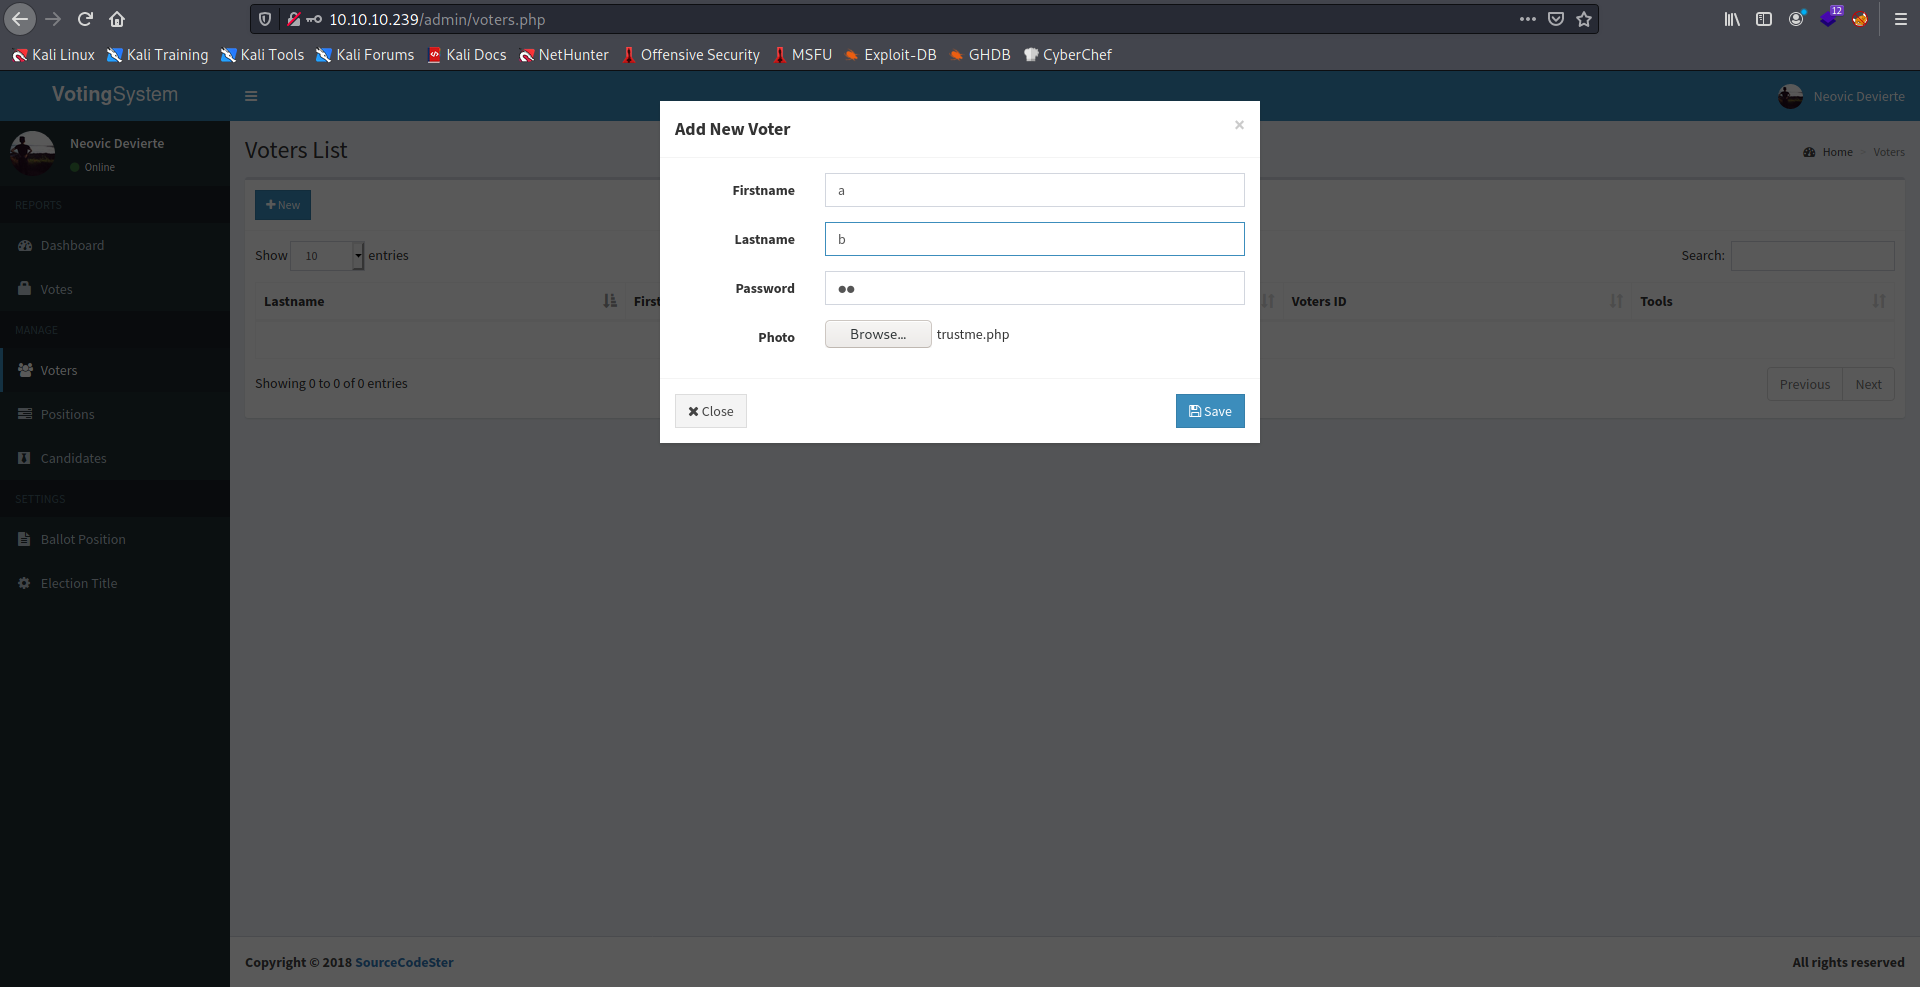 10.10.10.239/admin/voters.php
12
Kali Linux Kali Training Kali Tools Kali Forums Kali Docs NetHunter Offensive Security MSFU Exploit-DB GHDB CyberChef
VotingSystem
Neovic Devierte
Neovic Devierte
Online
REPORTS
Dashboard
Votes
MANAGE
Voters
Positions
Candidates
SETTINGS
Ballot Position
Election Title
Voters List
Home Voters
New
Show 10 entries
Search:
Lastname First Voters ID Tools
Showing 0 to 0 of 0 entries
Previous Next
Add New Voter
×
Firstname a
Lastname b
Password ●●
Photo Browse... trustme.php
Close Save
Copyright © 2018 SourceCodeSter
All rights reserved